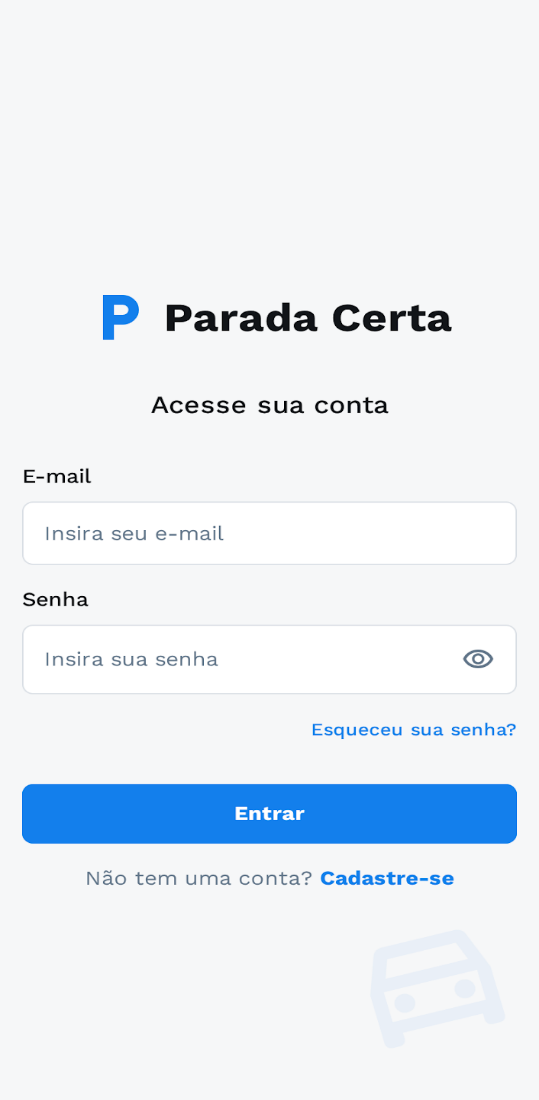 P Parada Certa
Acesse sua conta
E-mail
Insira seu e-mail
Senha
Insira sua senha
Esqueceu sua senha?
Entrar
Não tem uma conta? Cadastre-se